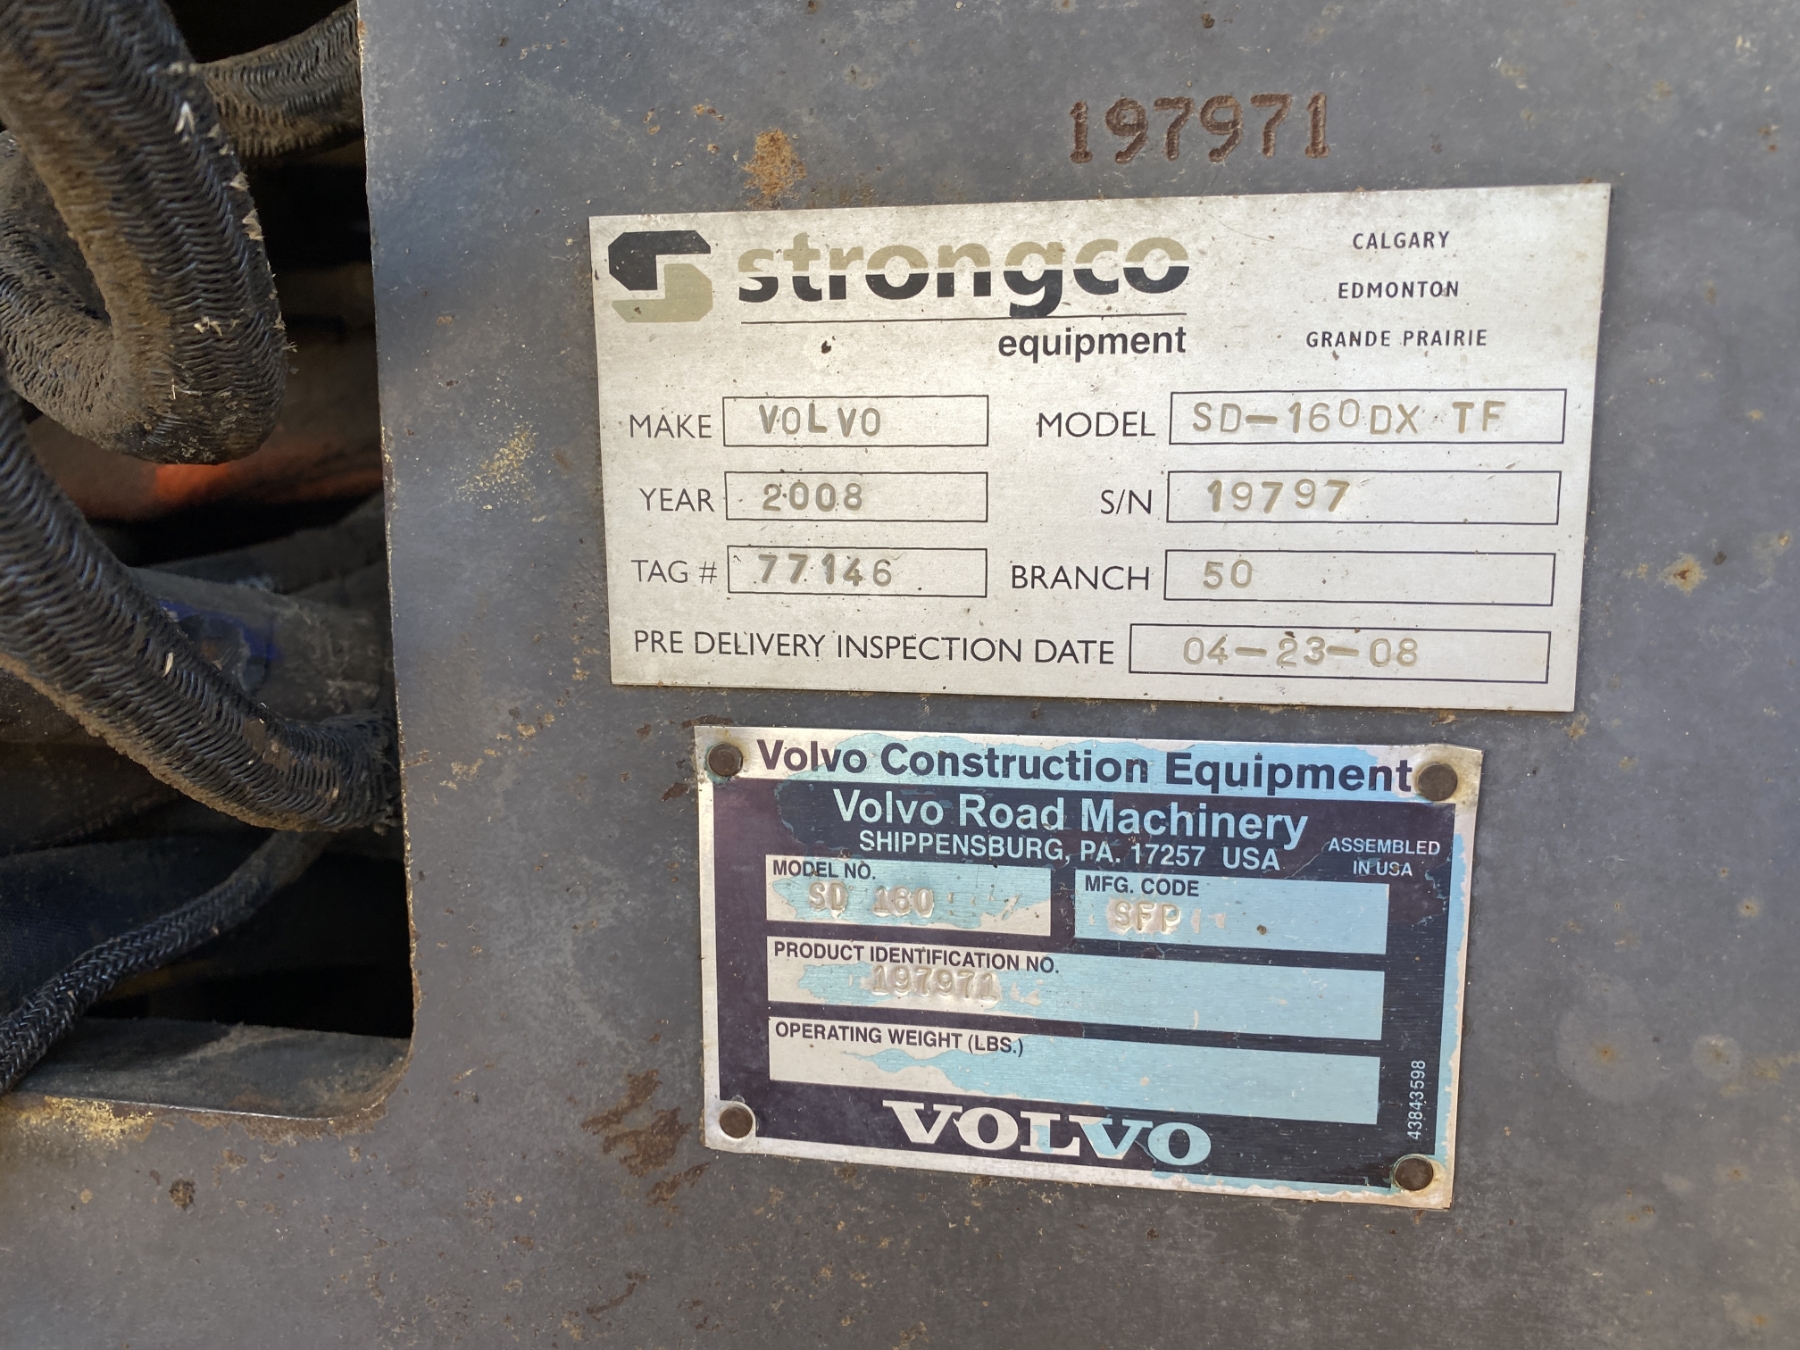 197971
strongco
equipment
CALGARY
EDMONTON
GRANDE PRAIRIE
MAKE VOLVO MODEL SD-160DX TF
YEAR 2008 S/N 19797
TAG # 77146 BRANCH 50
PRE DELIVERY INSPECTION DATE 04-23-08
Volvo Construction Equipment
Volvo Road Machinery
SHIPPENSBURG, PA. 17257 USA
ASSEMBLED
IN USA
MODEL NO. MFG. CODE
SD 160 SFP
PRODUCT IDENTIFICATION NO.
197971
OPERATING WEIGHT (LBS.)
43843598
VOLVO